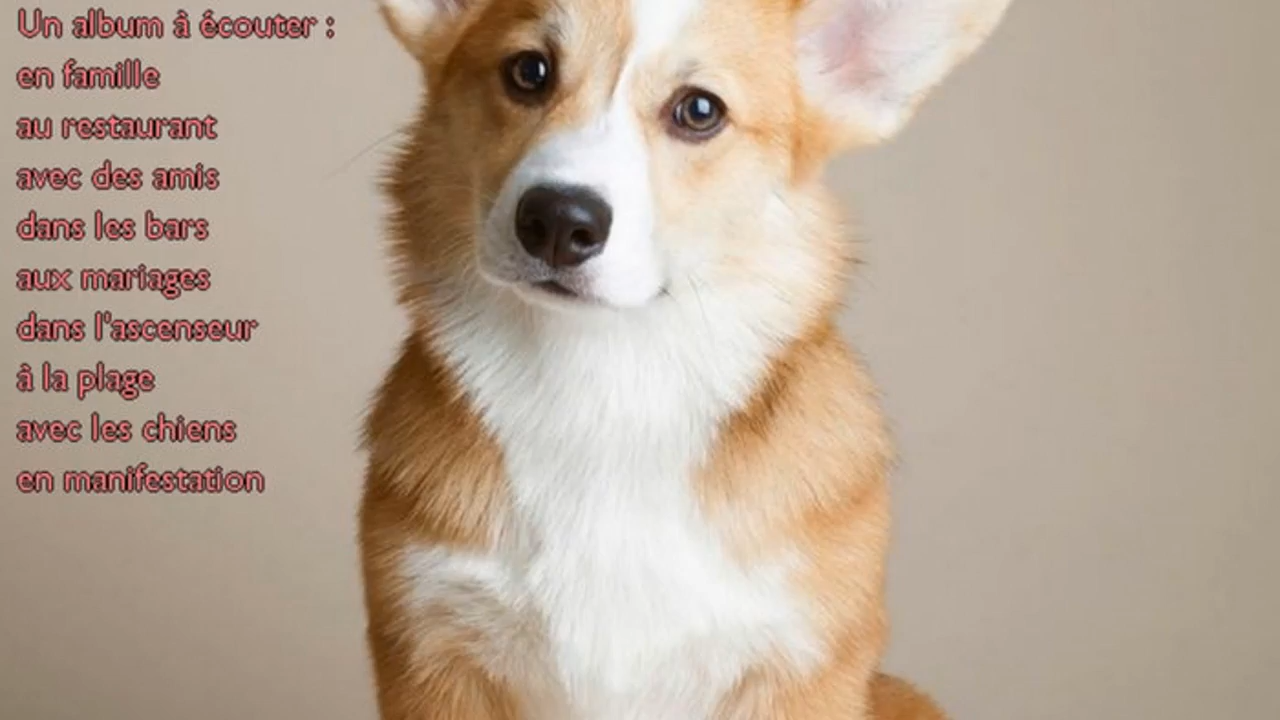 Un album à écouter :
en famille
au restaurant
avec des amis
dans les bars
aux mariages
dans l'ascenseur
à la plage
avec les chiens
en manifestation